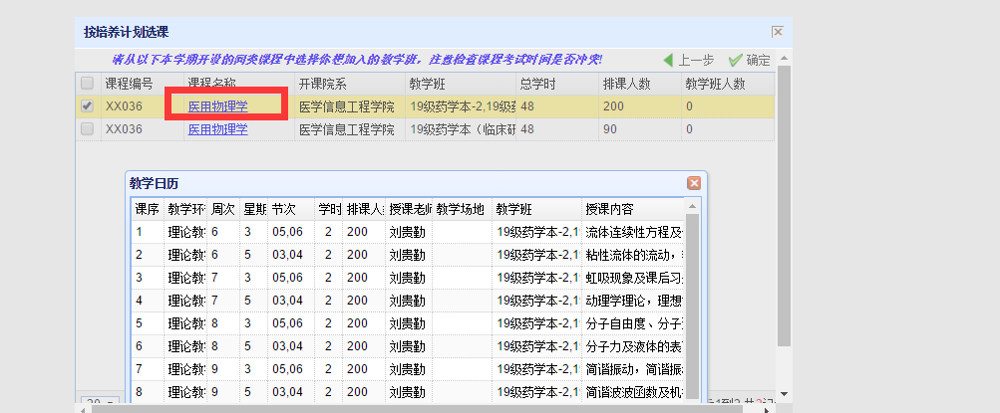 按培养计划选课
请从以下本学期开设的同类课程中选择你想加入的教学班，注意检查课程考试时间是否冲突! 上一步 确定
课程编号 课程名称 开课院系 教学班 总学时 排课人数 教学班人数
XX036 医用物理学 医学信息工程学院 19级药学本-2,19级药 48 200 0
XX036 医用物理学 医学信息工程学院 19级药学本（临床研 48 90 0
教学日历
课序 教学环 周次 星期 节次 学时 排课人 授课老师 教学场地 教学班 授课内容
1 理论教 6 3 05,06 2 200 刘贵勤 19级药学本-2,1 流体连续性方程及
2 理论教 6 5 03,04 2 200 刘贵勤 19级药学本-2,1 粘性流体的流动，
3 理论教 7 3 05,06 2 200 刘贵勤 19级药学本-2,1 虹吸现象及课后习
4 理论教 7 5 03,04 2 200 刘贵勤 19级药学本-2,1 动理学理论，理想
5 理论教 8 3 05,06 2 200 刘贵勤 19级药学本-2,1 分子自由度、分子
6 理论教 8 5 03,04 2 200 刘贵勤 19级药学本-2,1 分子力及液体的表
7 理论教 9 3 05,06 2 200 刘贵勤 19级药学本-2,1 简谐振动，简谐振
8 理论教 9 5 03,04 2 200 刘贵勤 19级药学本-2,1 简谐波波函数及机